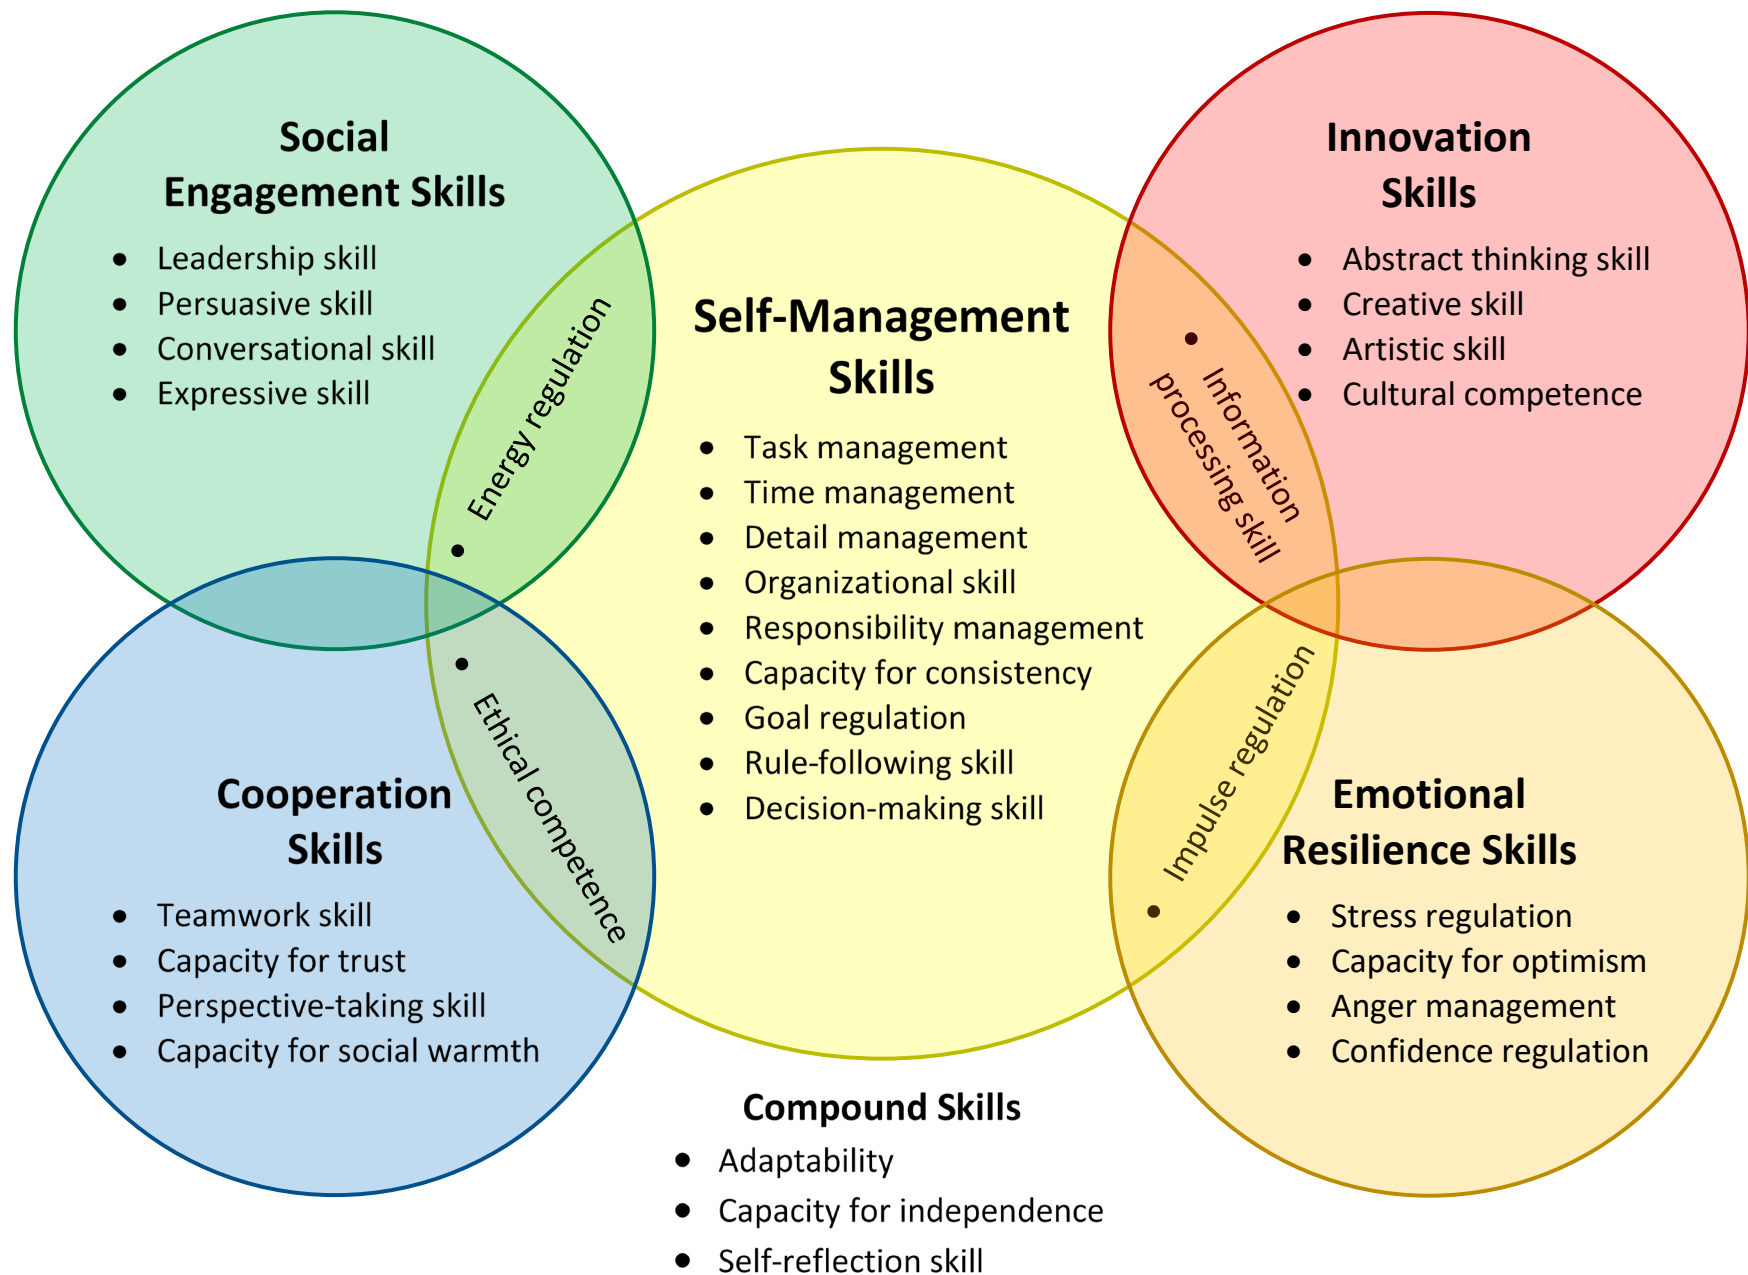 Social
Engagement Skills
• Leadership skill
• Persuasive skill
• Conversational skill
• Expressive skill
• Energy regulation
Self-Management
Skills
• Task management
• Time management
• Detail management
• Organizational skill
• Responsibility management
• Capacity for consistency
• Goal regulation
• Rule-following skill
• Decision-making skill
Innovation
Skills
• Abstract thinking skill
• Creative skill
• Artistic skill
• Cultural competence
• Information
processing skill
Cooperation
Skills
• Teamwork skill
• Capacity for trust
• Perspective-taking skill
• Capacity for social warmth
• Ethical competence
• Impulse regulation
Emotional
Resilience Skills
• Stress regulation
• Capacity for optimism
• Anger management
• Confidence regulation
Compound Skills
• Adaptability
• Capacity for independence
• Self-reflection skill